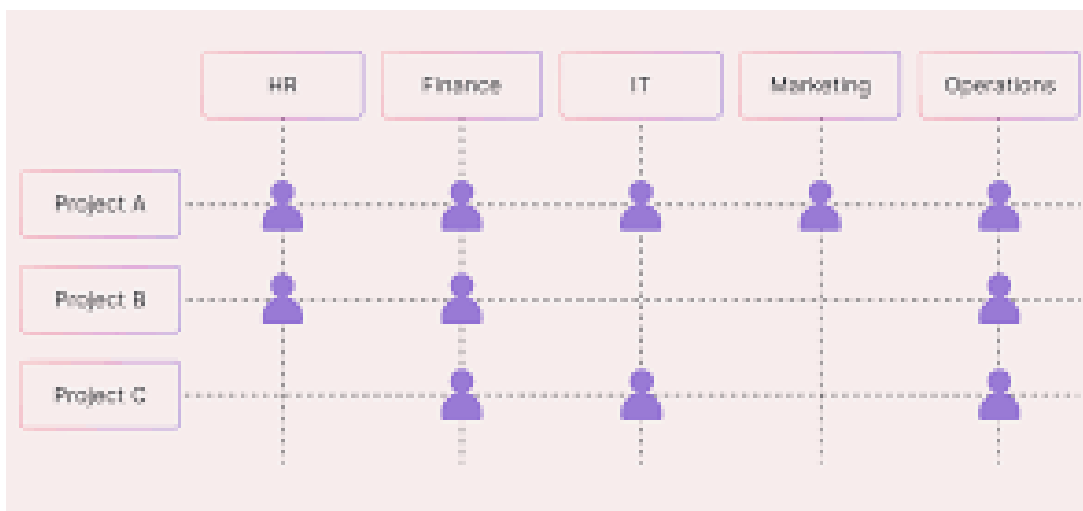 HR
Finance
IT
Marketing
Operations
Project A
Project B
Project C